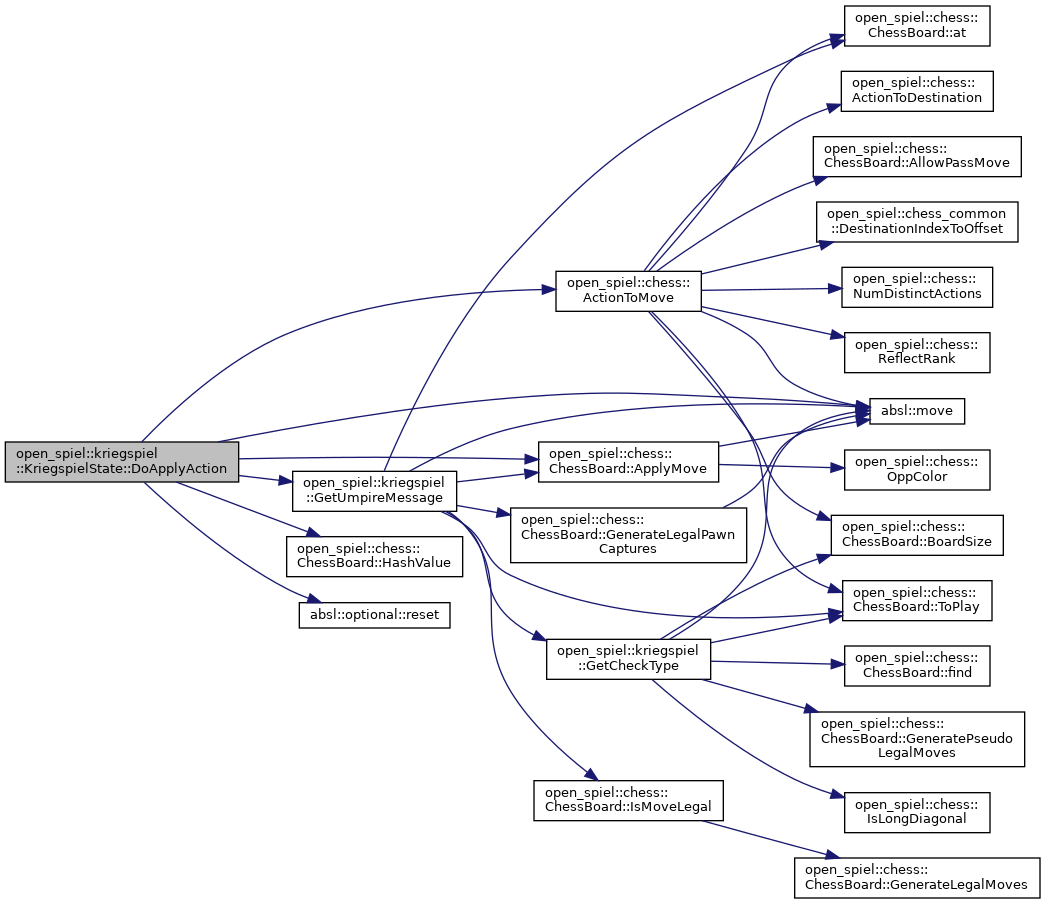 open_spiel::kriegspiel
::KriegspielState::DoApplyAction
open_spiel::chess::
ActionToMove
open_spiel::kriegspiel
::GetUmpireMessage
open_spiel::chess::
ChessBoard::HashValue
absl::optional::reset
open_spiel::chess::
ChessBoard::ApplyMove
open_spiel::chess::
ChessBoard::GenerateLegalPawn
Captures
open_spiel::kriegspiel
::GetCheckType
open_spiel::chess::
ChessBoard::IsMoveLegal
open_spiel::chess::
ChessBoard::at
open_spiel::chess::
ActionToDestination
open_spiel::chess::
ChessBoard::AllowPassMove
open_spiel::chess_common
::DestinationIndexToOffset
open_spiel::chess::
NumDistinctActions
open_spiel::chess::
ReflectRank
absl::move
open_spiel::chess::
OppColor
open_spiel::chess::
ChessBoard::BoardSize
open_spiel::chess::
ChessBoard::ToPlay
open_spiel::chess::
ChessBoard::find
open_spiel::chess::
ChessBoard::GeneratePseudo
LegalMoves
open_spiel::chess::
IsLongDiagonal
open_spiel::chess::
ChessBoard::GenerateLegalMoves